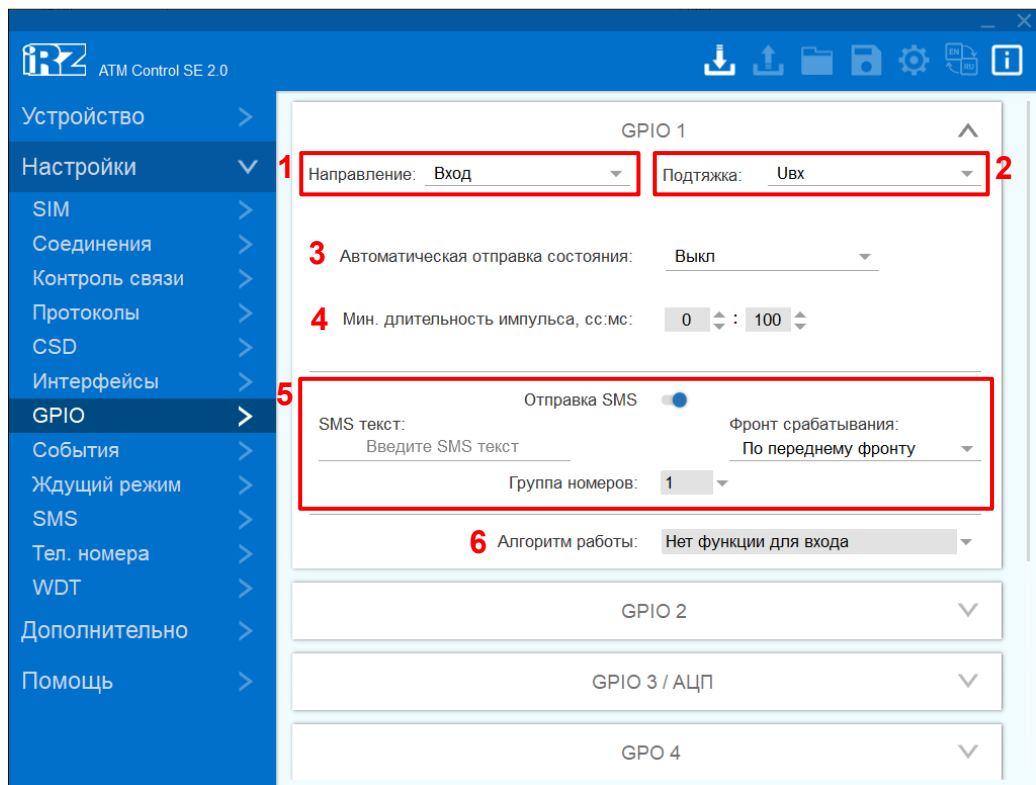 iRZ ATM Control SE 2.0
EN
RU
i
Устройство
Настройки
SIM
Соединения
Контроль связи
Протоколы
CSD
Интерфейсы
GPIO
События
Ждущий режим
SMS
Тел. номера
WDT
Дополнительно
Помощь
GPIO 1
1 Направление: Вход
Подтяжка: Uвх 2
3 Автоматическая отправка состояния: Выкл
4 Мин. длительность импульса, сс:мс: 0 : 100
5 Отправка SMS
SMS текст:
Введите SMS текст
Фронт срабатывания:
По переднему фронту
Группа номеров: 1
6 Алгоритм работы: Нет функции для входа
GPIO 2
GPIO 3 / АЦП
GPO 4